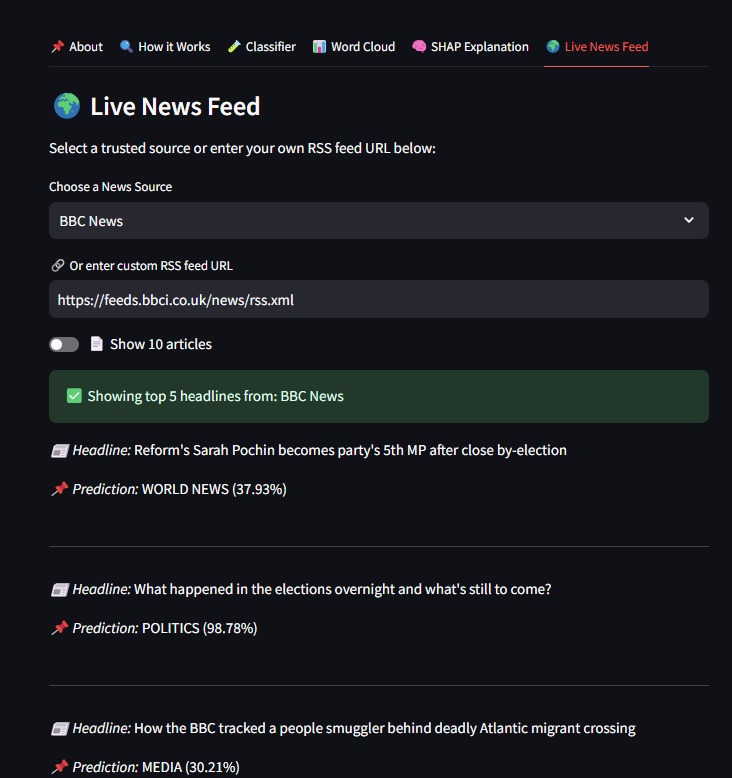 About How it Works Classifier Word Cloud SHAP Explanation Live News Feed
Live News Feed
Select a trusted source or enter your own RSS feed URL below:
Choose a News Source
BBC News
Or enter custom RSS feed URL
https://feeds.bbci.co.uk/news/rss.xml
Show 10 articles
Showing top 5 headlines from: BBC News
Headline: Reform's Sarah Pochin becomes party's 5th MP after close by-election
Prediction: WORLD NEWS (37.93%)
Headline: What happened in the elections overnight and what's still to come?
Prediction: POLITICS (98.78%)
Headline: How the BBC tracked a people smuggler behind deadly Atlantic migrant crossing
Prediction: MEDIA (30.21%)